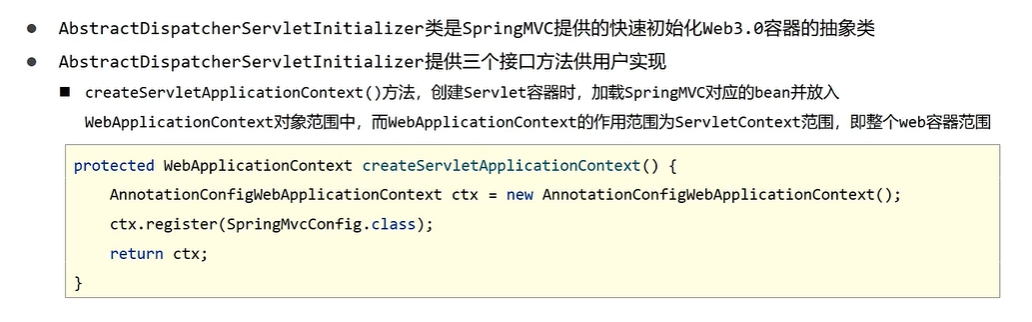 ● AbstractDispatcherServletInitializer类是SpringMVC提供的快速初始化Web3.0容器的抽象类
● AbstractDispatcherServletInitializer提供三个接口方法供用户实现
■ createServletApplicationContext()方法，创建Servlet容器时，加载SpringMVC对应的bean并放入
WebApplicationContext对象范围中，而WebApplicationContext的作用范围为ServletContext范围，即整个web容器范围
protected WebApplicationContext createServletApplicationContext() {
    AnnotationConfigWebApplicationContext ctx = new AnnotationConfigWebApplicationContext();
    ctx.register(SpringMvcConfig.class);
    return ctx;
}